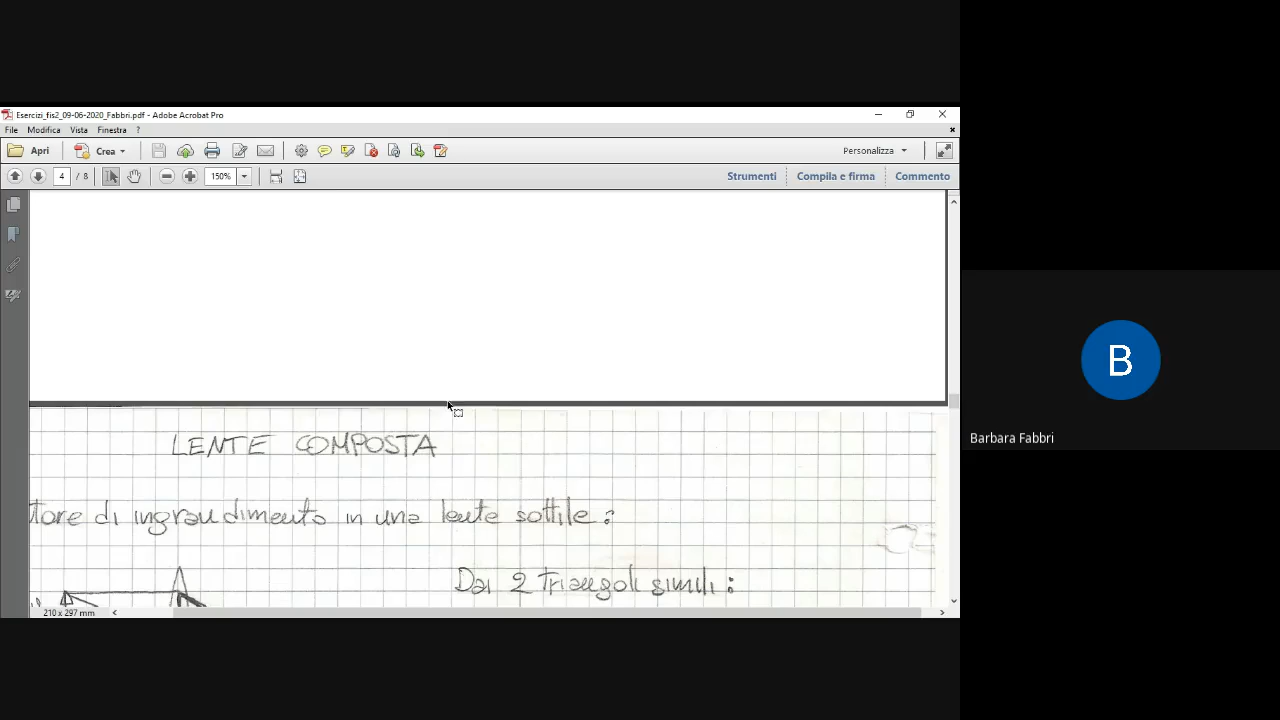 Esercizi_fis2_09-06-2020_Fabbri.pdf - Adobe Acrobat Pro
File Modifica Vista Finestra ?
Apri Crea Personalizza
4 / 8 150% Strumenti Compila e firma Commento
LENTE COMPOSTA
tore di ingrandimento in una lente sottile:
Dai 2 triangoli simili:
210 x 297 mm
B
Barbara Fabbri